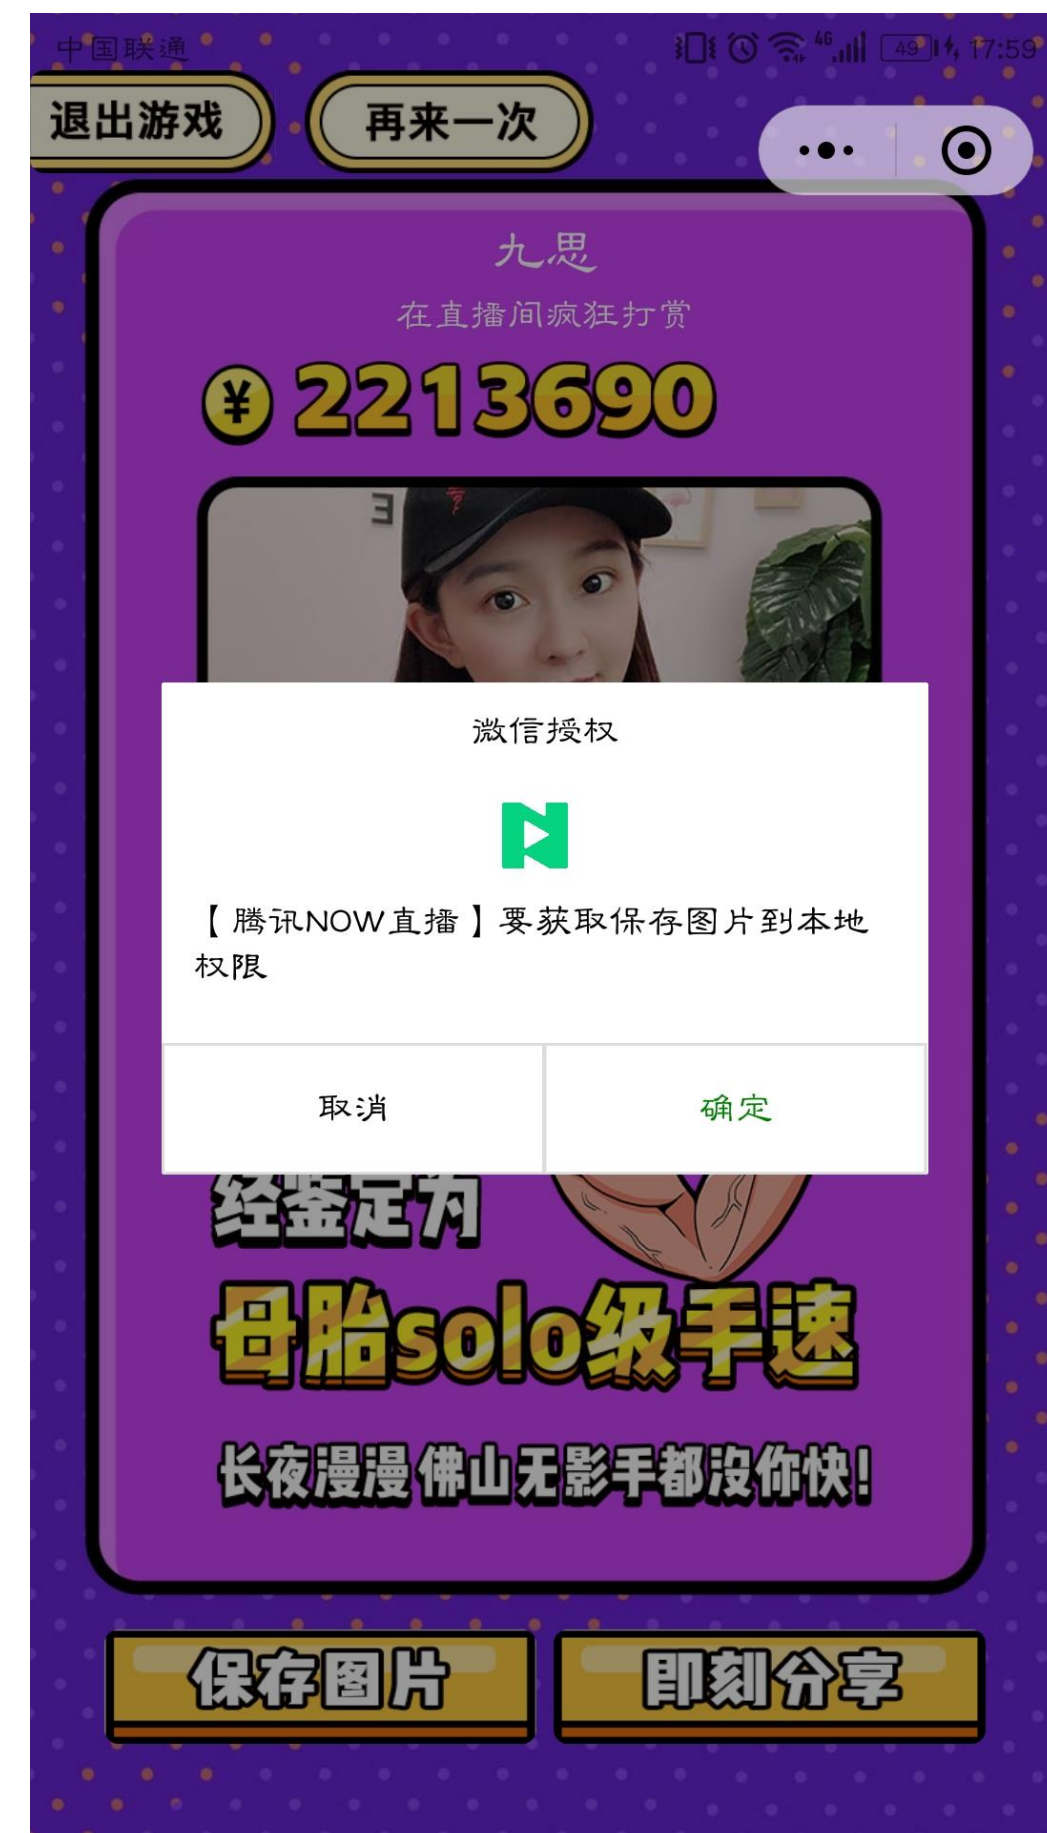 中国联通 4G 49 17:59
退出游戏 再来一次
九思
在直播间疯狂打赏
¥ 2213690
E
微信授权
【腾讯NOW直播】要获取保存图片到本地
权限
取消 确定
经鉴定为
母胎solo级手速
长夜漫漫 佛山无影手都没你快!
保存图片 即刻分享